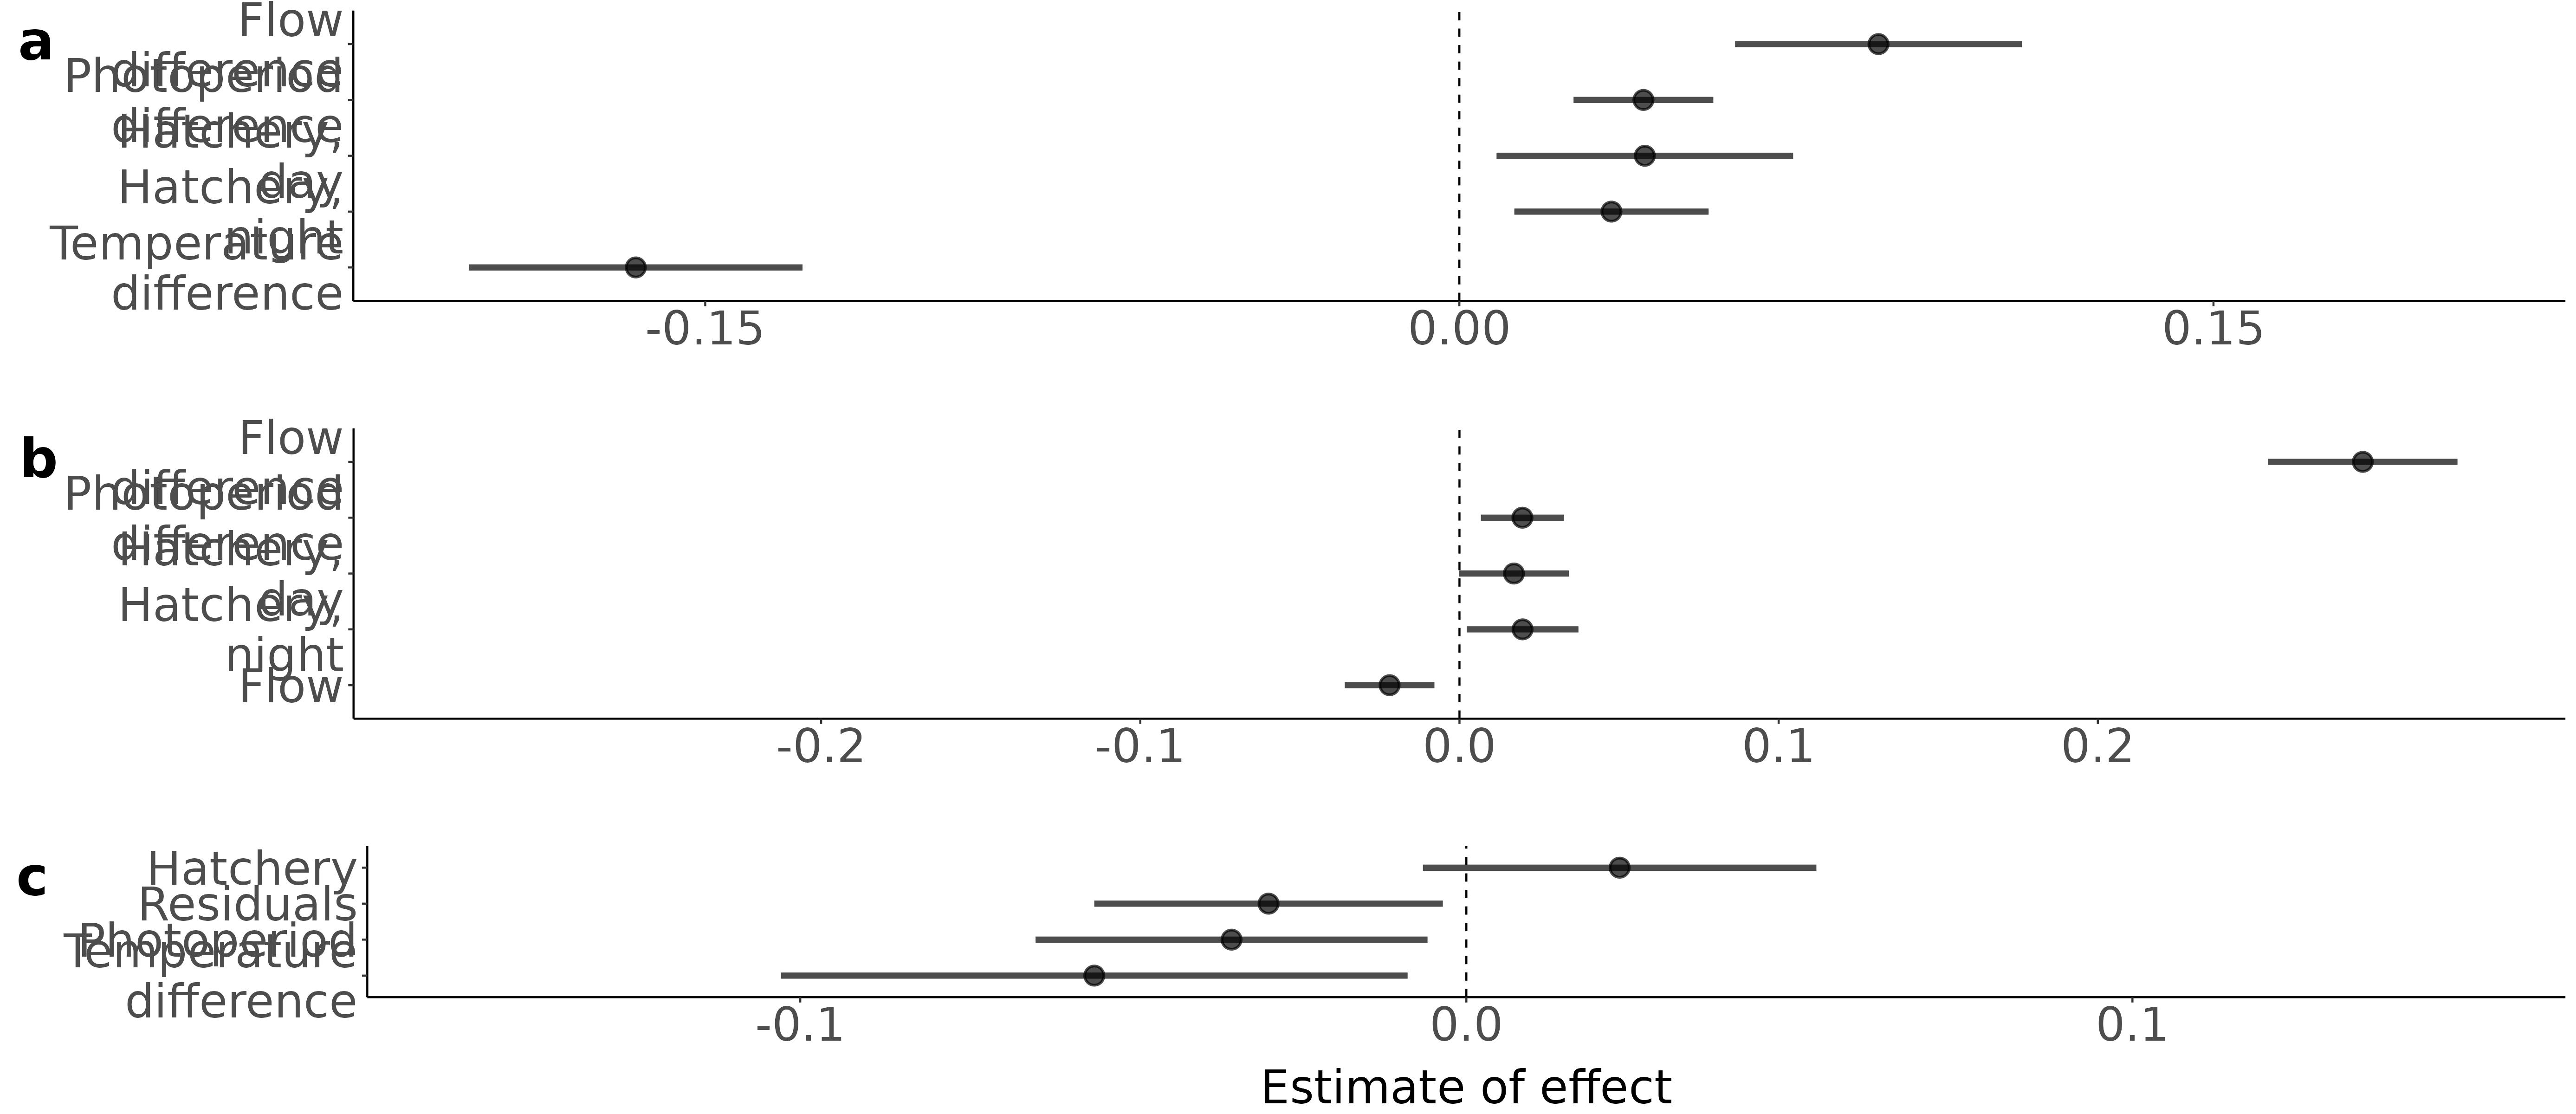 a
Flow
difference
Photoperiod
difference
Hatchery,
day
Hatchery,
night
Temperature
difference
-0.15 0.00 0.15
b
Flow
difference
Photoperiod
difference
Hatchery,
day
Hatchery,
night
Flow
-0.2 -0.1 0.0 0.1 0.2
c
Hatchery
Residuals
Photoperiod
Temperature
difference
-0.1 0.0 0.1
Estimate of effect